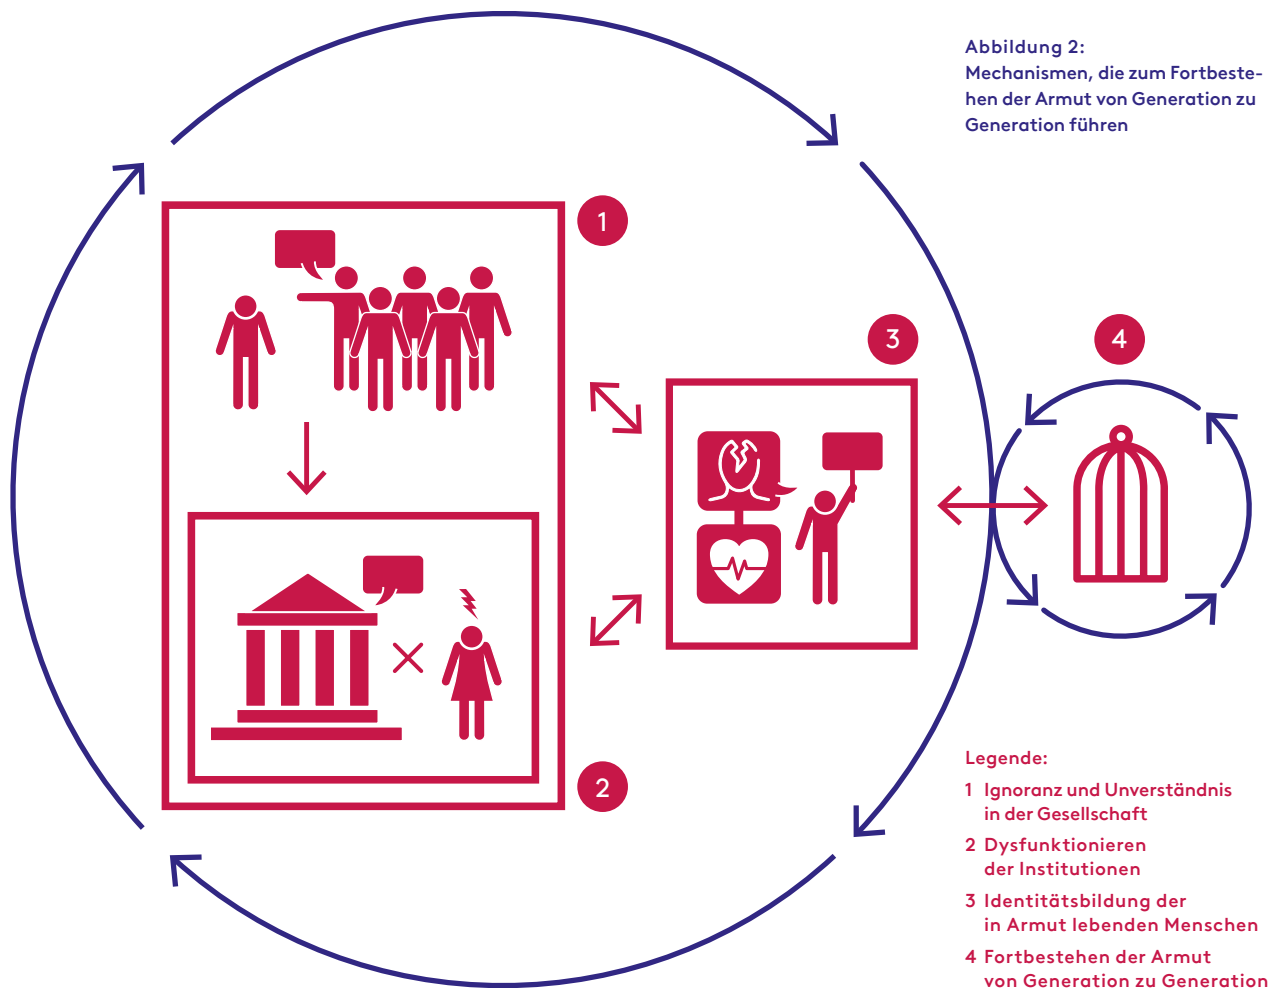 Abbildung 2:
Mechanismen, die zum Fortbeste-
hen der Armut von Generation zu
Generation führen
1
3
4
2
Legende:
1 Ignoranz und Unverständnis
in der Gesellschaft
2 Dysfunktionieren
der Institutionen
3 Identitätsbildung der
in Armut lebenden Menschen
4 Fortbestehen der Armut
von Generation zu Generation